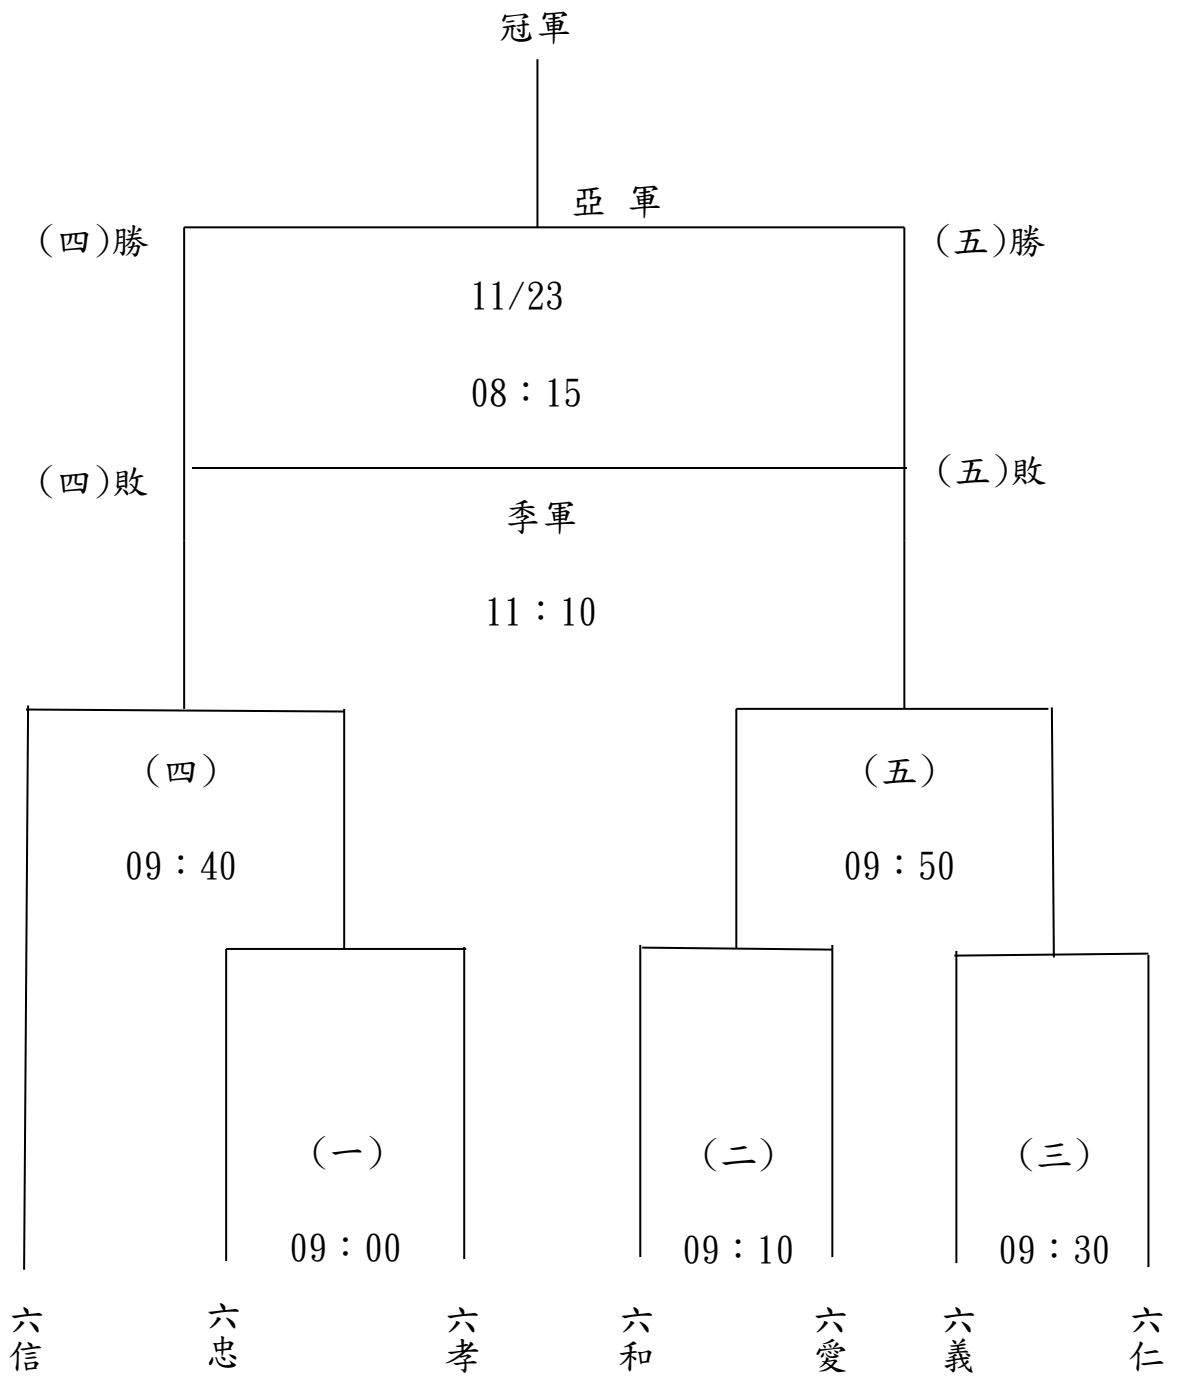 冠軍
亞 軍
(四)勝
(五)勝
11/23
08：15
(四)敗
(五)敗
季軍
11：10
(四)
(五)
09：40
09：50
(一)
(二)
(三)
09：00
09：10
09：30
六信
六忠
六孝
六和
六愛
六義
六仁